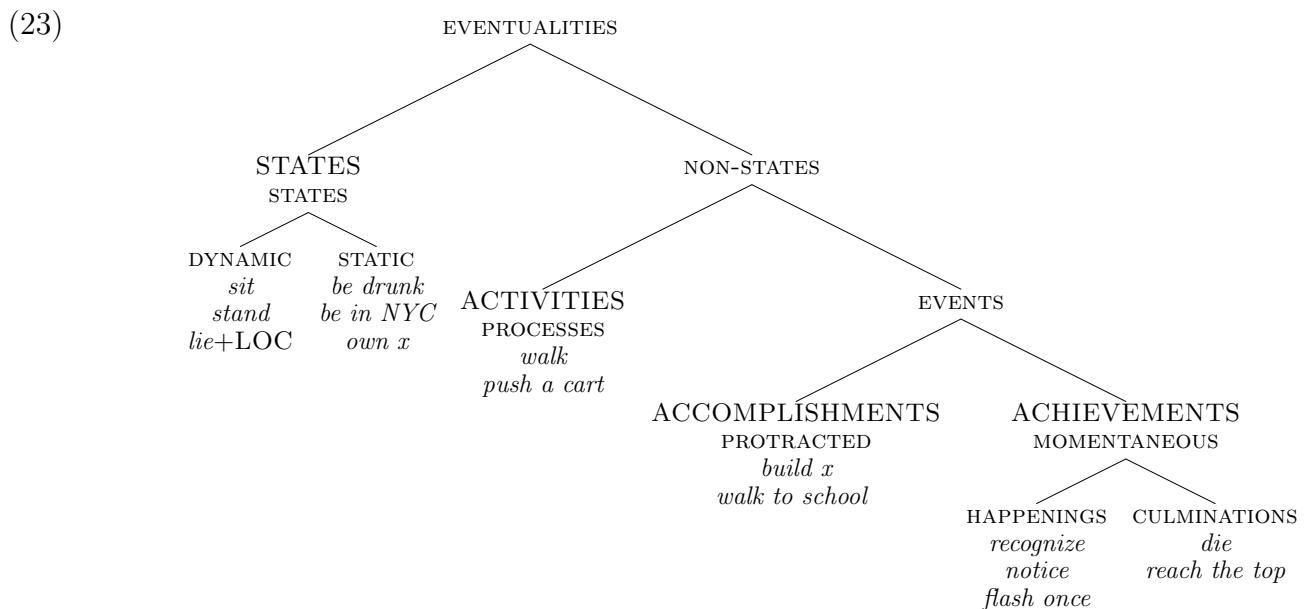 (23)
EVENTUALITIES
STATES
STATES
NON-STATES
DYNAMIC
sit
stand
lie+LOC
STATIC
be drunk
be in NYC
own x
ACTIVITIES
PROCESSES
walk
push a cart
EVENTS
ACCOMPLISHMENTS
PROTRACTED
build x
walk to school
ACHIEVEMENTS
MOMENTANEOUS
HAPPENINGS
recognize
notice
flash once
CULMINATIONS
die
reach the top